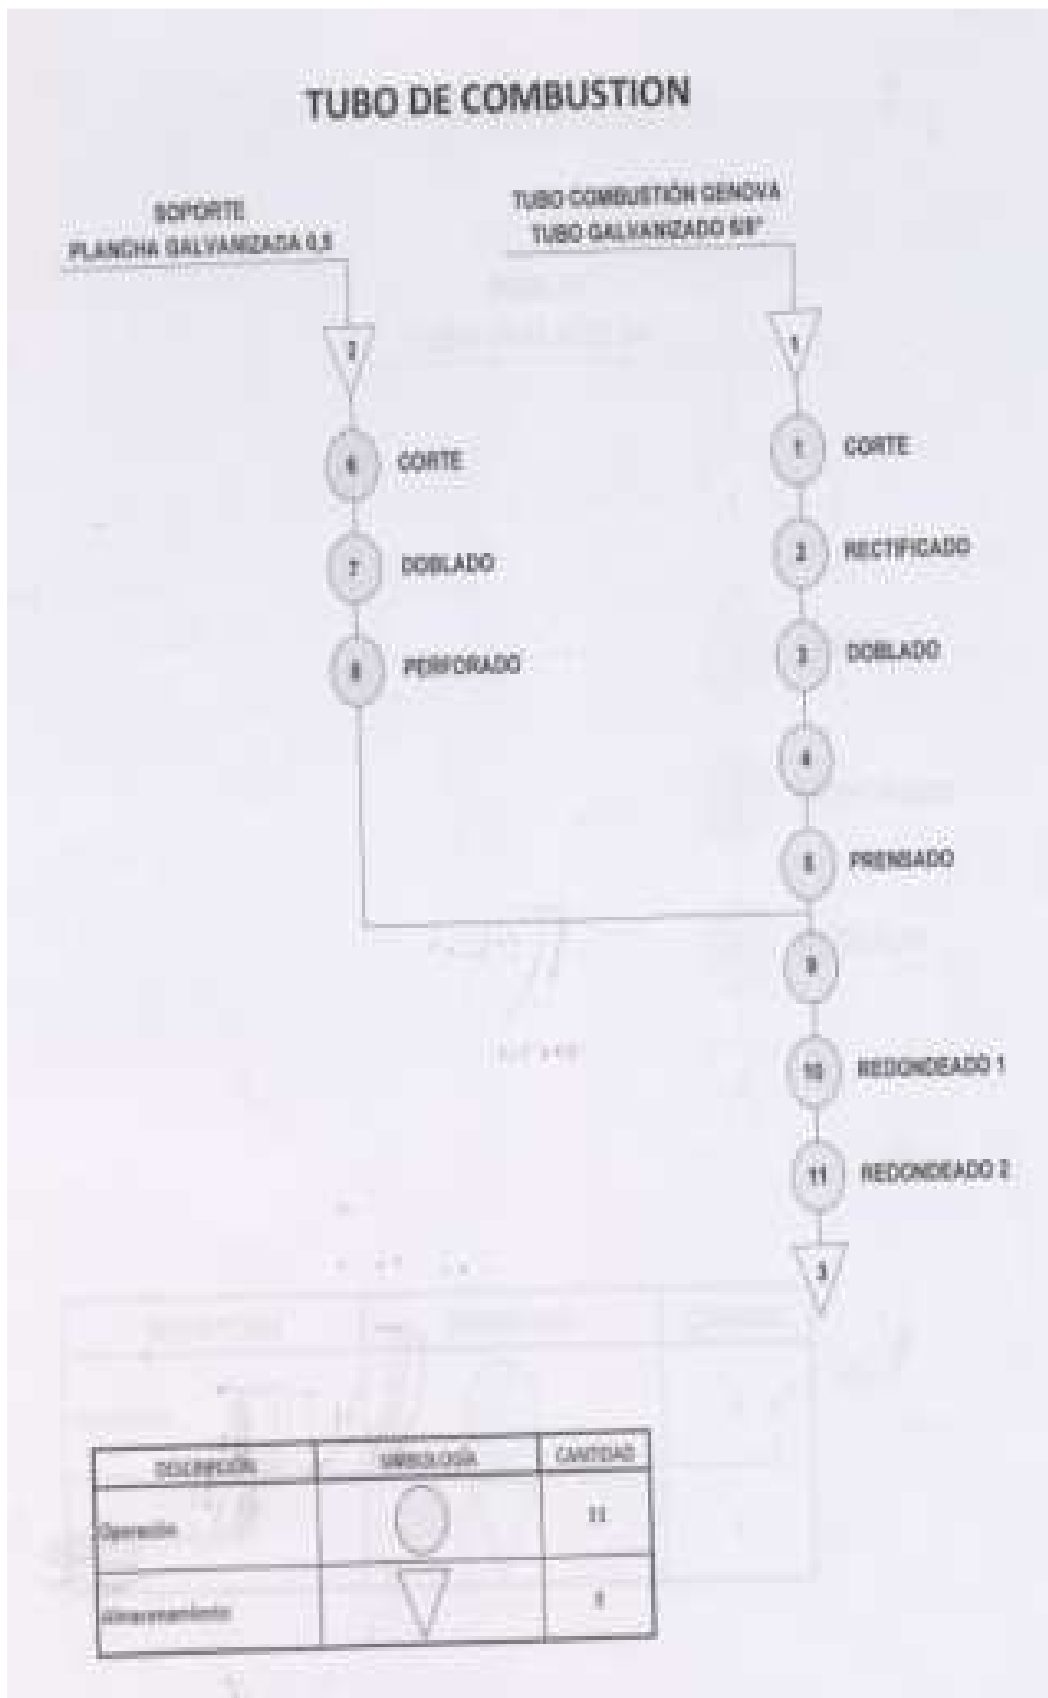 TUBO DE COMBUSTION
SOPORTE
PLANCHA GALVANIZADA 0,5
TUBO COMBUSTIÓN GENOVA
TUBO GALVANIZADO 5/8"
2
1
6 CORTE
1 CORTE
7 DOBLADO
2 RECTIFICADO
8 PERFORADO
3 DOBLADO
4
5 PRENSADO
9
10 REDONDEADO 1
11 REDONDEADO 2
3
DESCRIPCIÓN SIMBOLOGÍA CANTIDAD
Operación 11
Almacenamiento